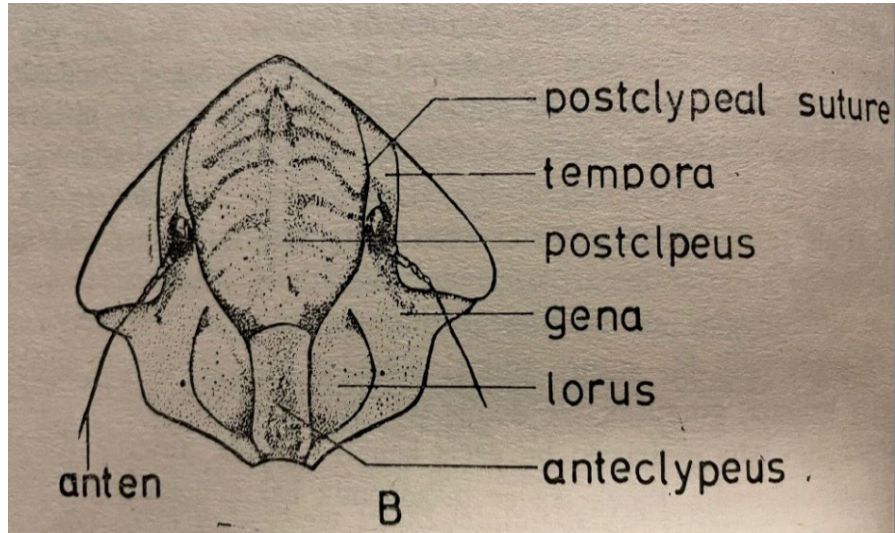 postclypeal suture
tempora
postclpeus
gena
lorus
anteclypeus
anten
B